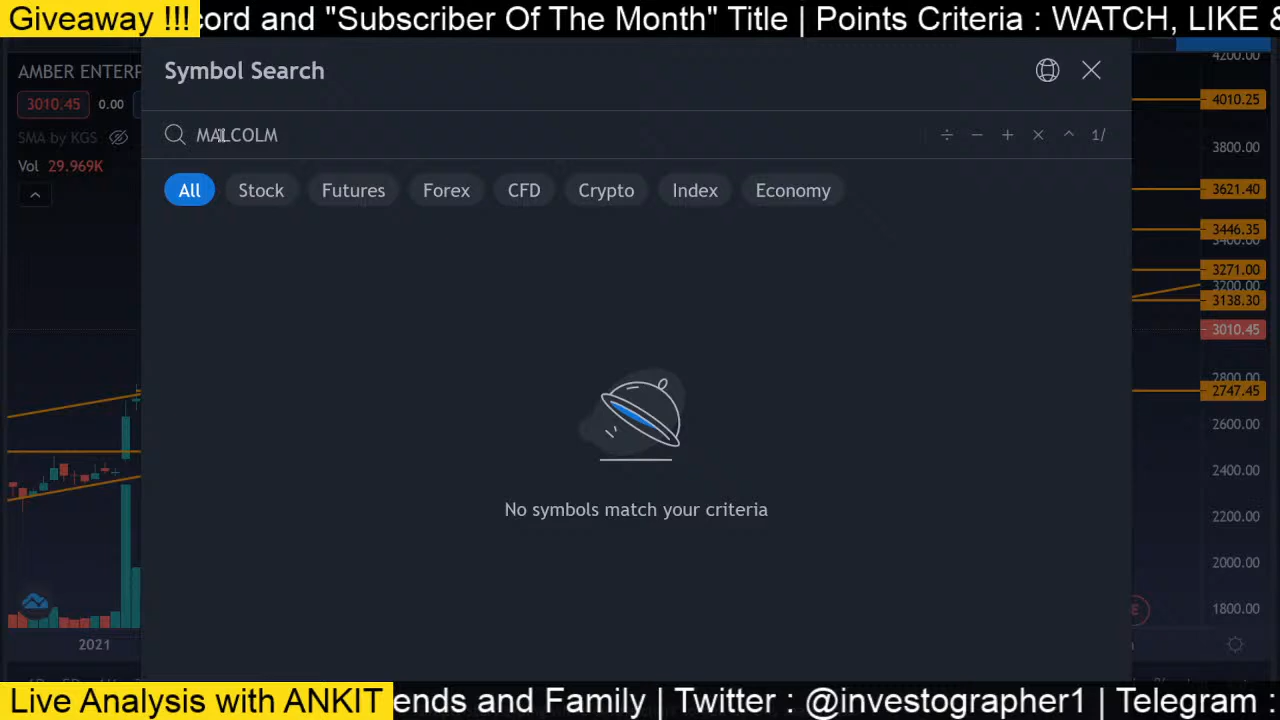 Giveaway !!! cord and "Subscriber Of The Month" Title | Points Criteria : WATCH, LIKE &
Symbol Search
MALCOLM
÷ − + × ^ 1/
All Stock Futures Forex CFD Crypto Index Economy
No symbols match your criteria
AMBER ENTERP
3010.45 0.00
SMA by KGS
Vol 29.969K
2021
4200.00
4010.25
3800.00
3621.40
3446.35
3400.00
3271.00
3200.00
3138.30
3010.45
2800.00
2747.45
2600.00
2400.00
2200.00
2000.00
1800.00
E
Live Analysis with ANKIT ends and Family | Twitter : @investographer1 | Telegram :